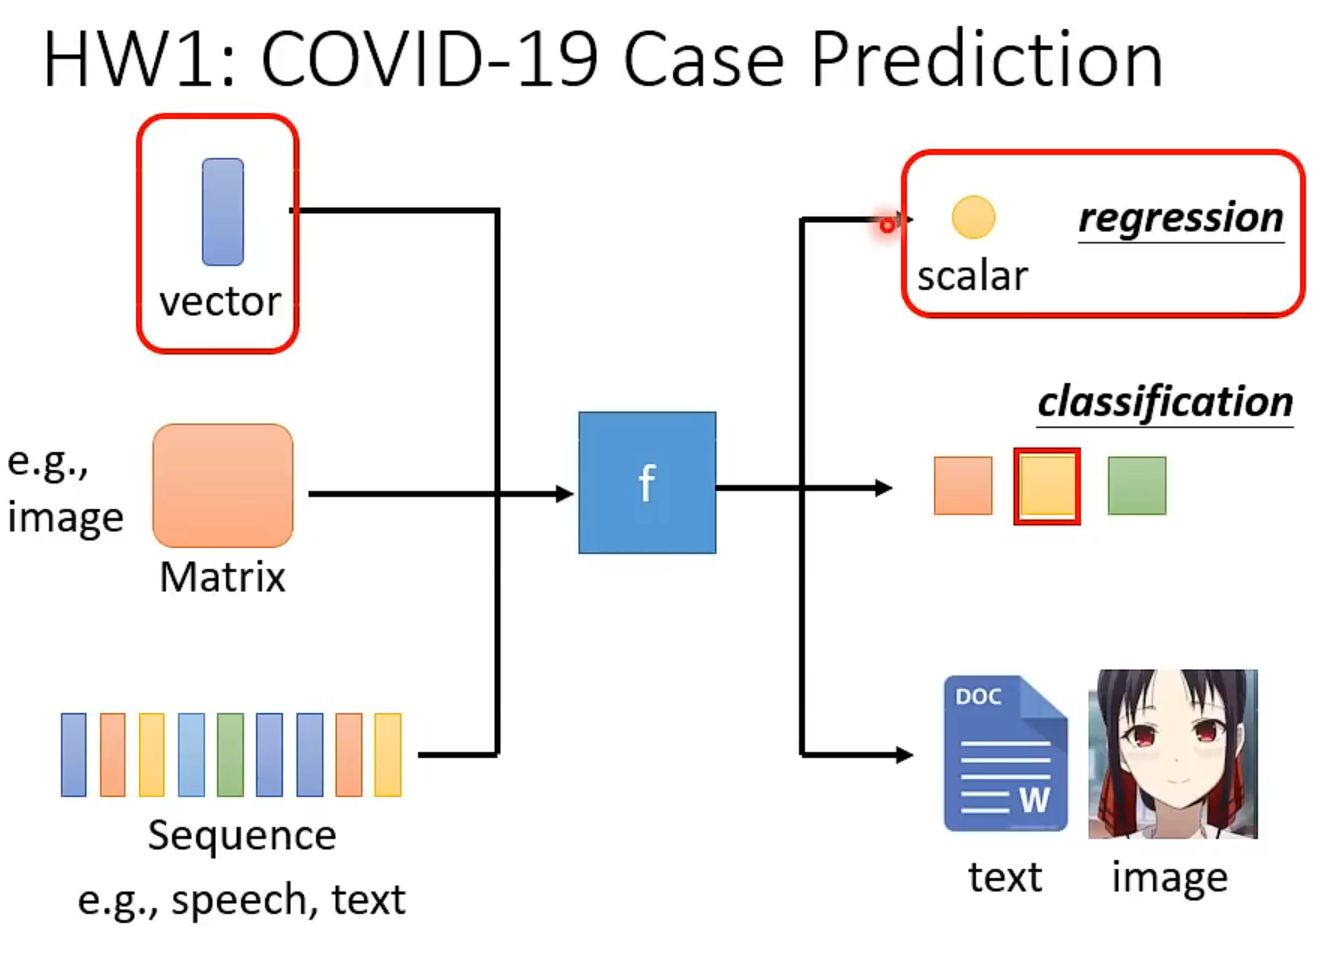 HW1: COVID-19 Case Prediction
vector
scalar
regression
classification
e.g.,
image
Matrix
f
Sequence
e.g., speech, text
DOC
W
text
image